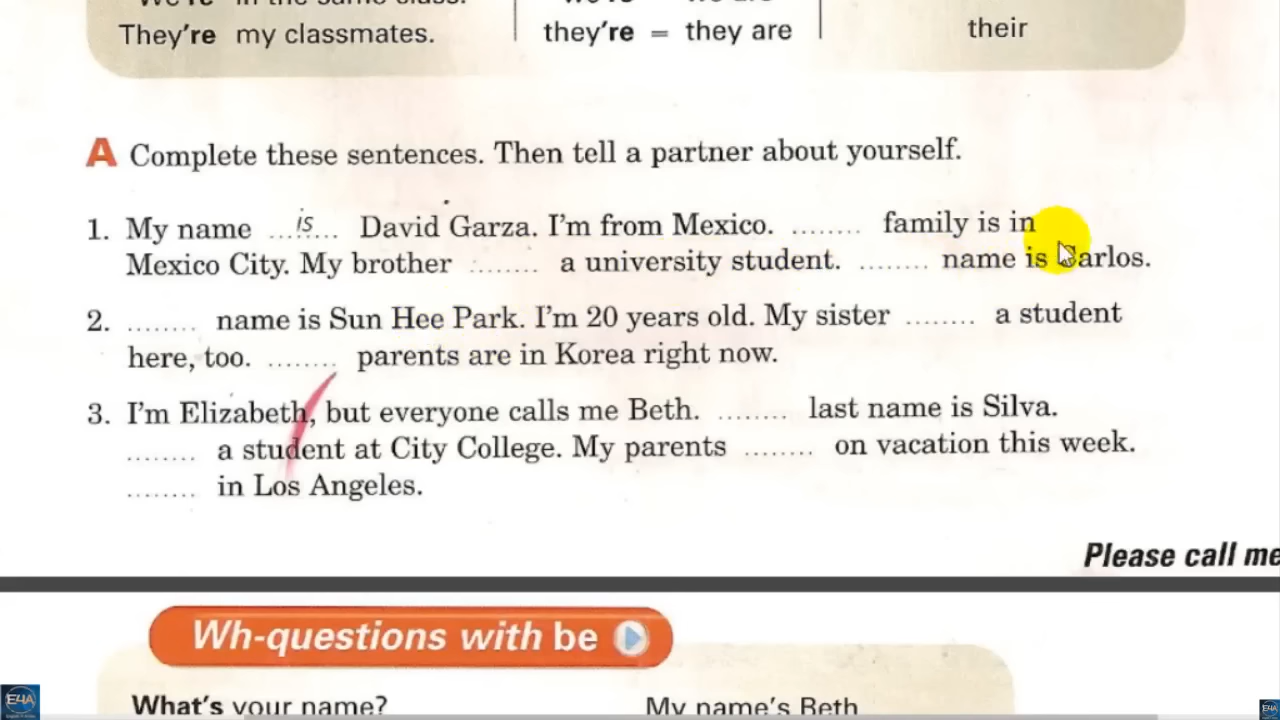 They're my classmates. they're = they are their
A Complete these sentences. Then tell a partner about yourself.
1. My name ...is... David Garza. I'm from Mexico. ........ family is in
Mexico City. My brother ........ a university student. ........ name is Carlos.
2. ........ name is Sun Hee Park. I'm 20 years old. My sister ........ a student
here, too. ........ parents are in Korea right now.
3. I'm Elizabeth, but everyone calls me Beth. ........ last name is Silva.
........ a student at City College. My parents ........ on vacation this week.
........ in Los Angeles.
Please call me
Wh-questions with be
What's your name? My name's Beth
E4A
E4A